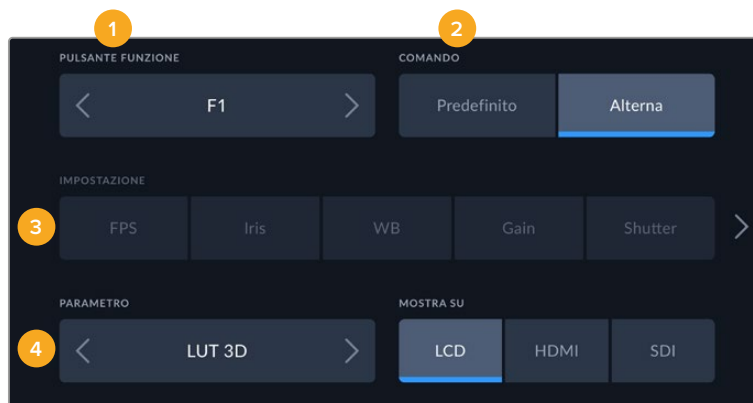 1 2
PULSANTE FUNZIONE COMANDO
F1 Predefinito Alterna
IMPOSTAZIONE
3 FPS Iris WB Gain Shutter
PARAMETRO MOSTRA SU
4 LUT 3D LCD HDMI SDI